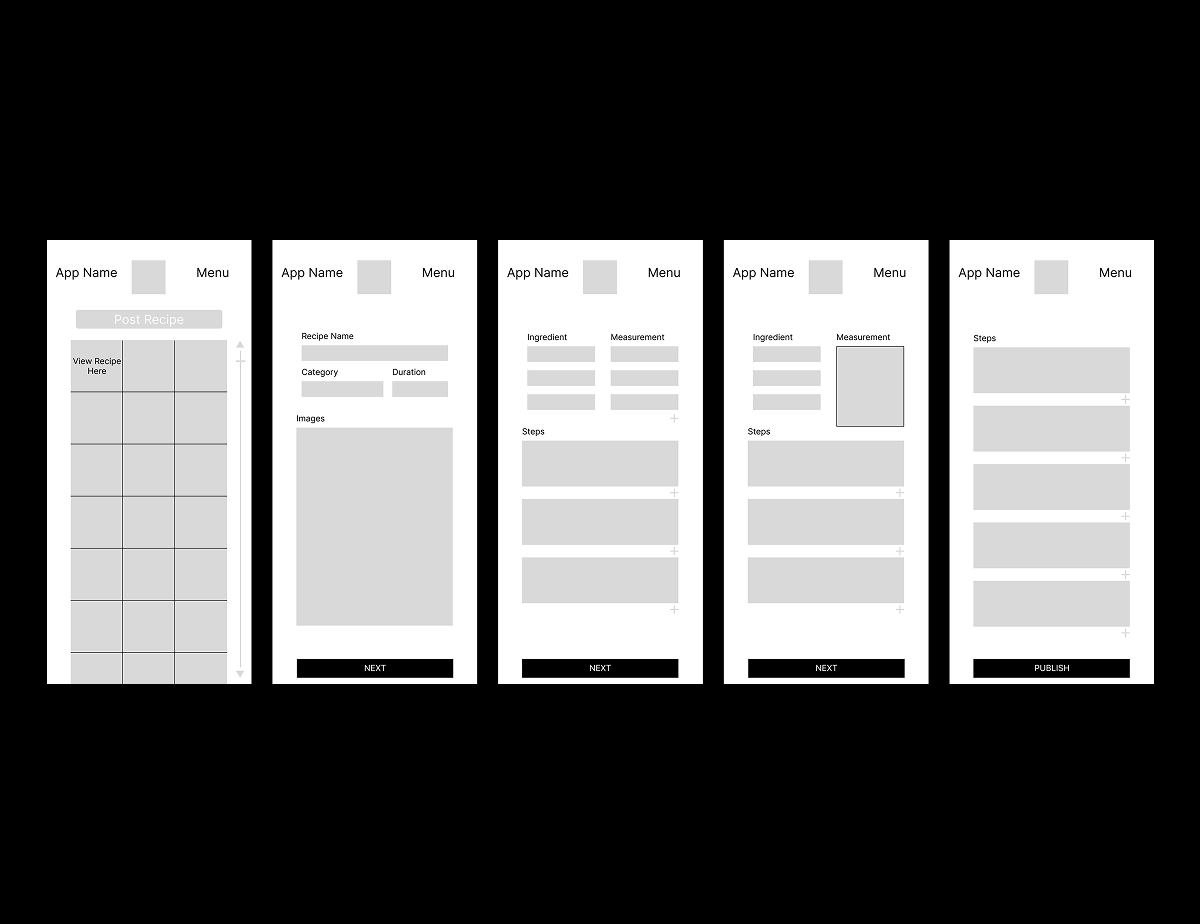 App Name
Menu
Post Recipe
View Recipe
Here
App Name
Menu
Recipe Name
Category
Duration
Images
NEXT
App Name
Menu
Ingredient
Measurement
Steps
NEXT
App Name
Menu
Ingredient
Measurement
Steps
NEXT
App Name
Menu
Steps
PUBLISH